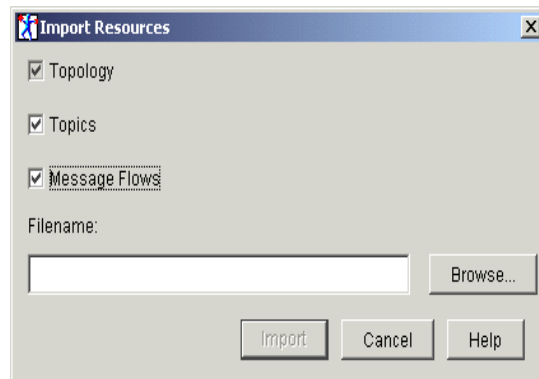 Import Resources
Topology
Topics
Message Flows
Filename:
Browse...
Import Cancel Help